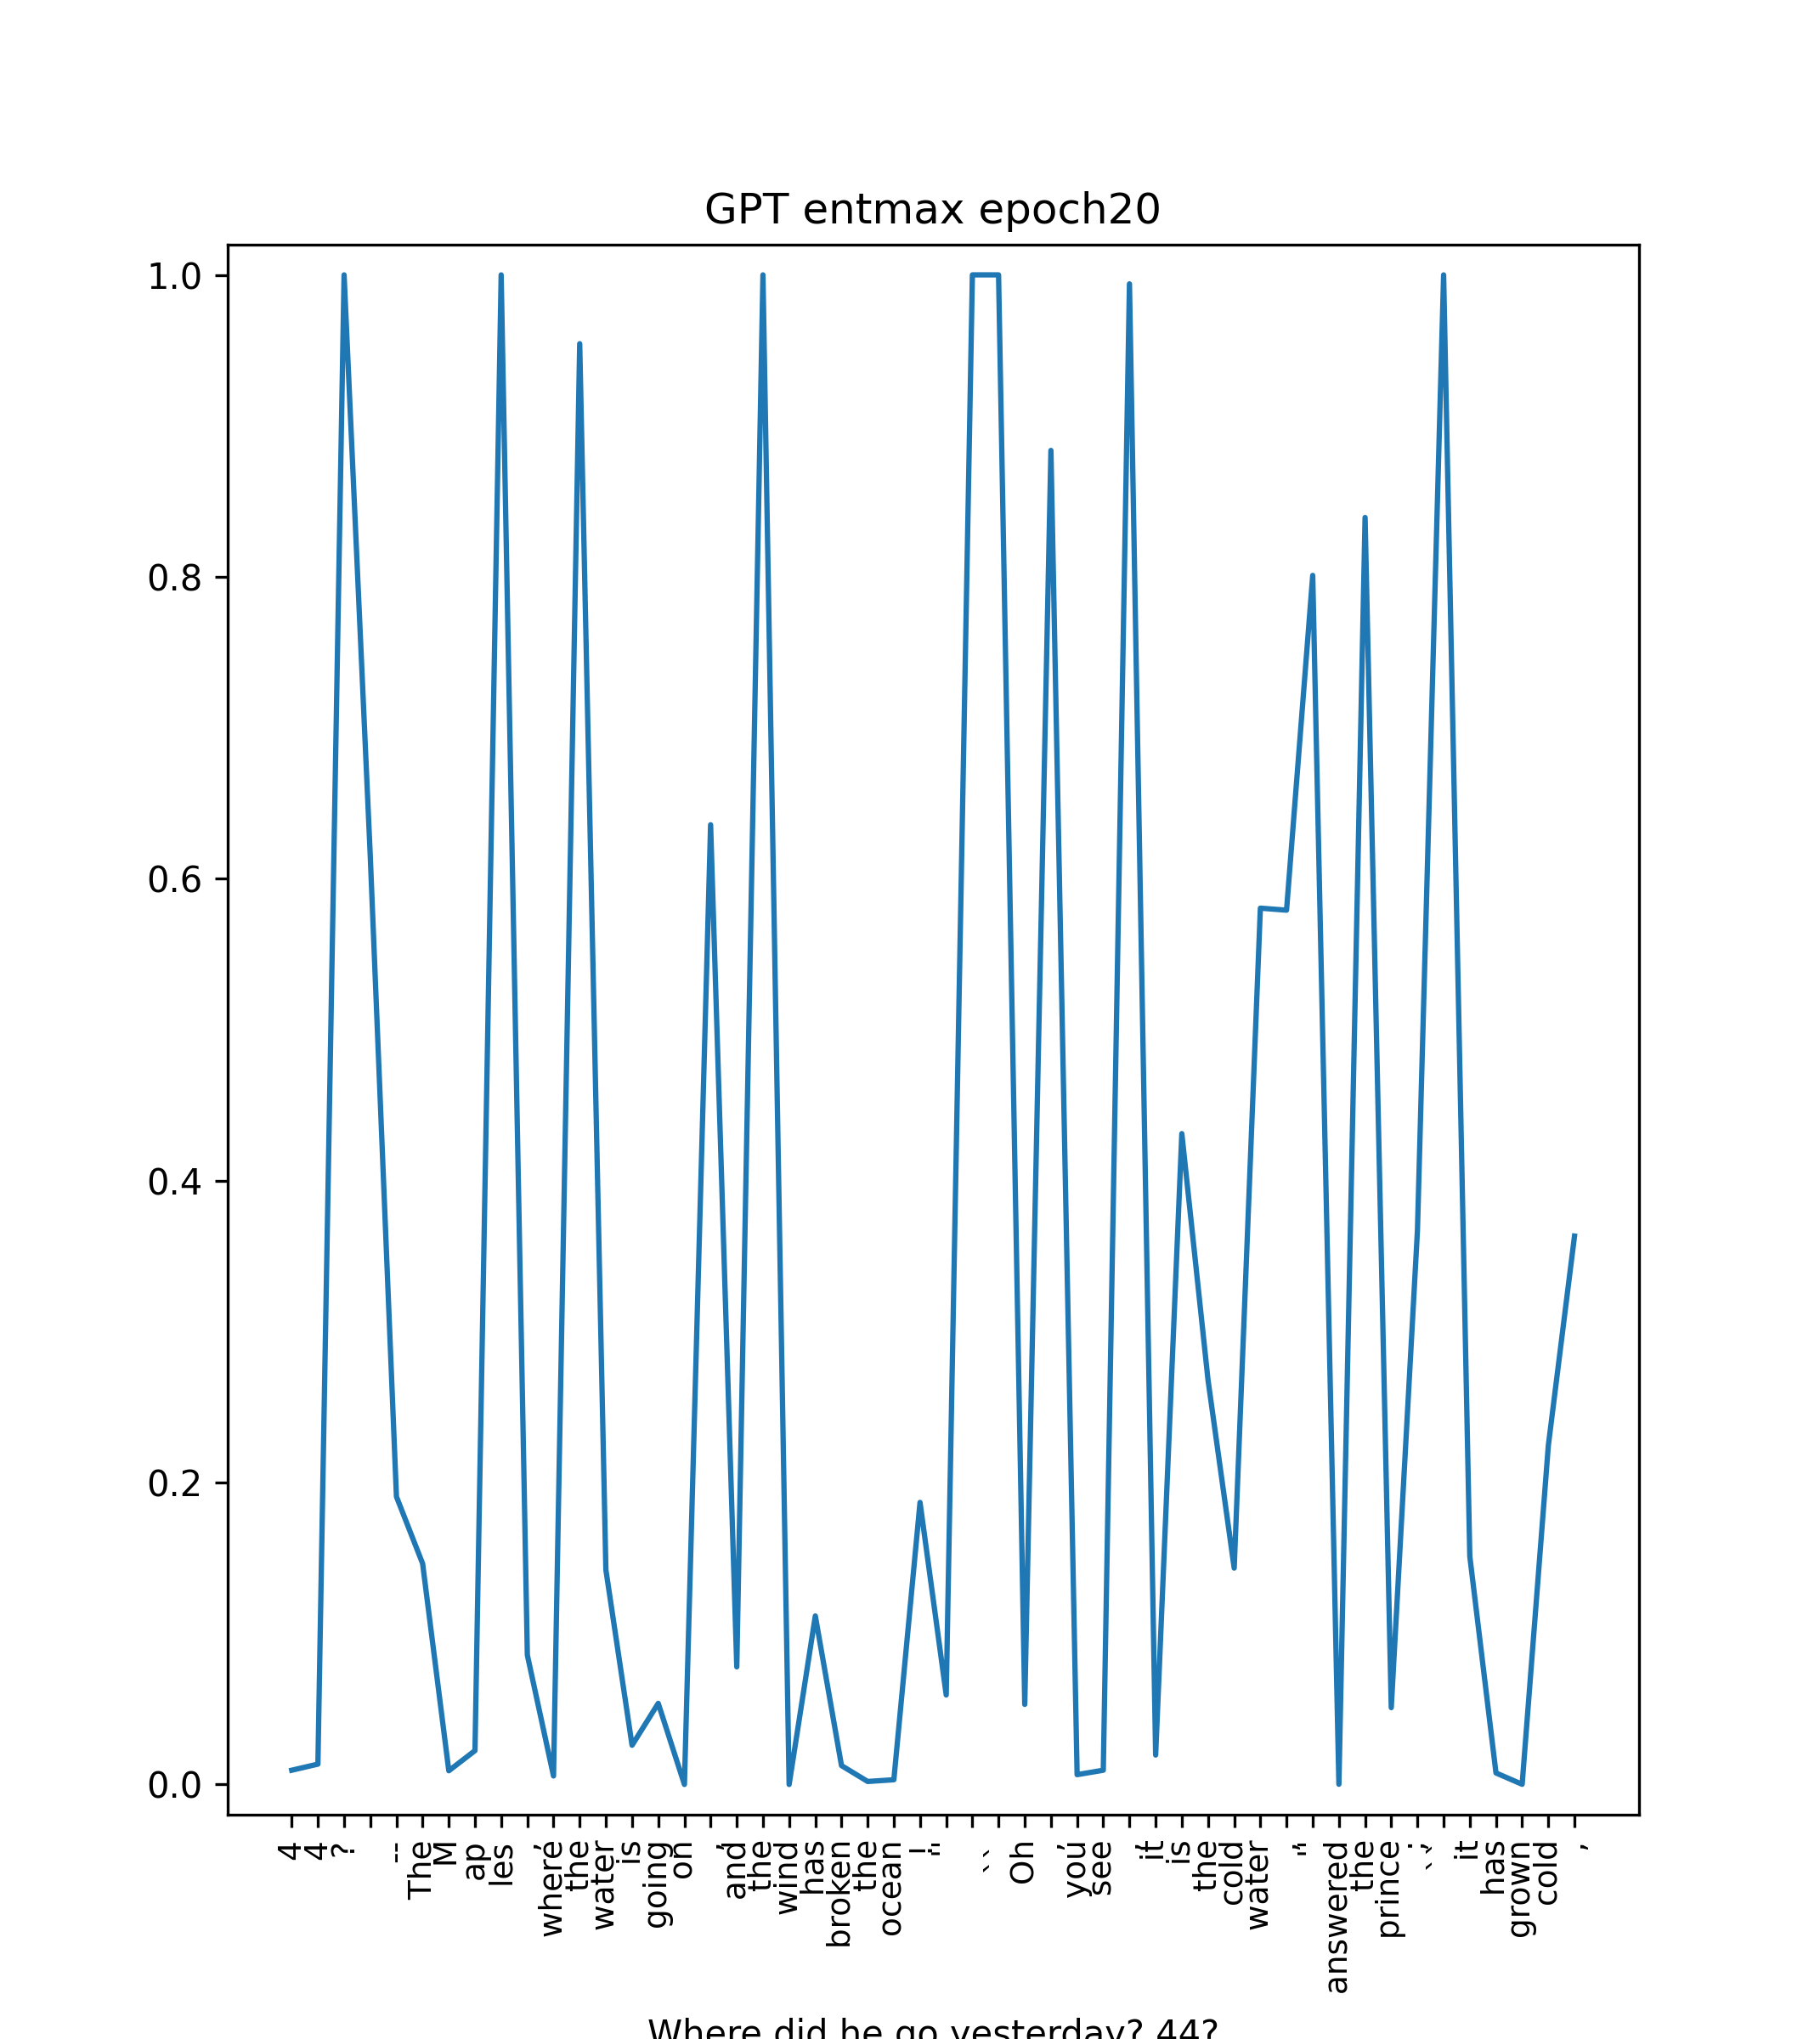 GPT entmax epoch20
1.0
0.8
0.6
0.4
0.2
0.0
4
4
?
--
The
M
ap
les
,
where
the
water
is
going
on
,
and
the
wind
has
broken
the
ocean
!
"
``
Oh
,
you
see
,
it
is
the
cold
water
,
"
answered
the
prince
;
``
it
has
grown
cold
,
Where did he go yesterday? 44?